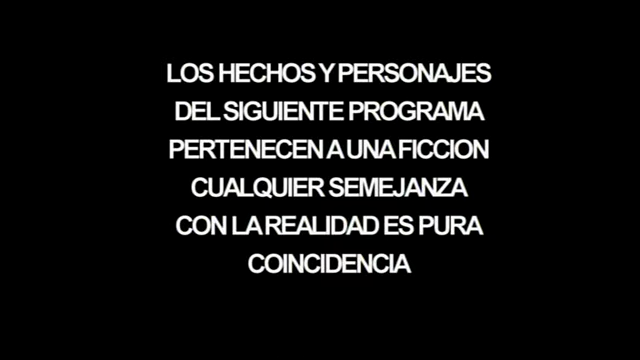 LOS HECHOS Y PERSONAJES
DEL SIGUIENTE PROGRAMA
PERTENECEN A UNA FICCION
CUALQUIER SEMEJANZA
CON LA REALIDAD ES PURA
COINCIDENCIA